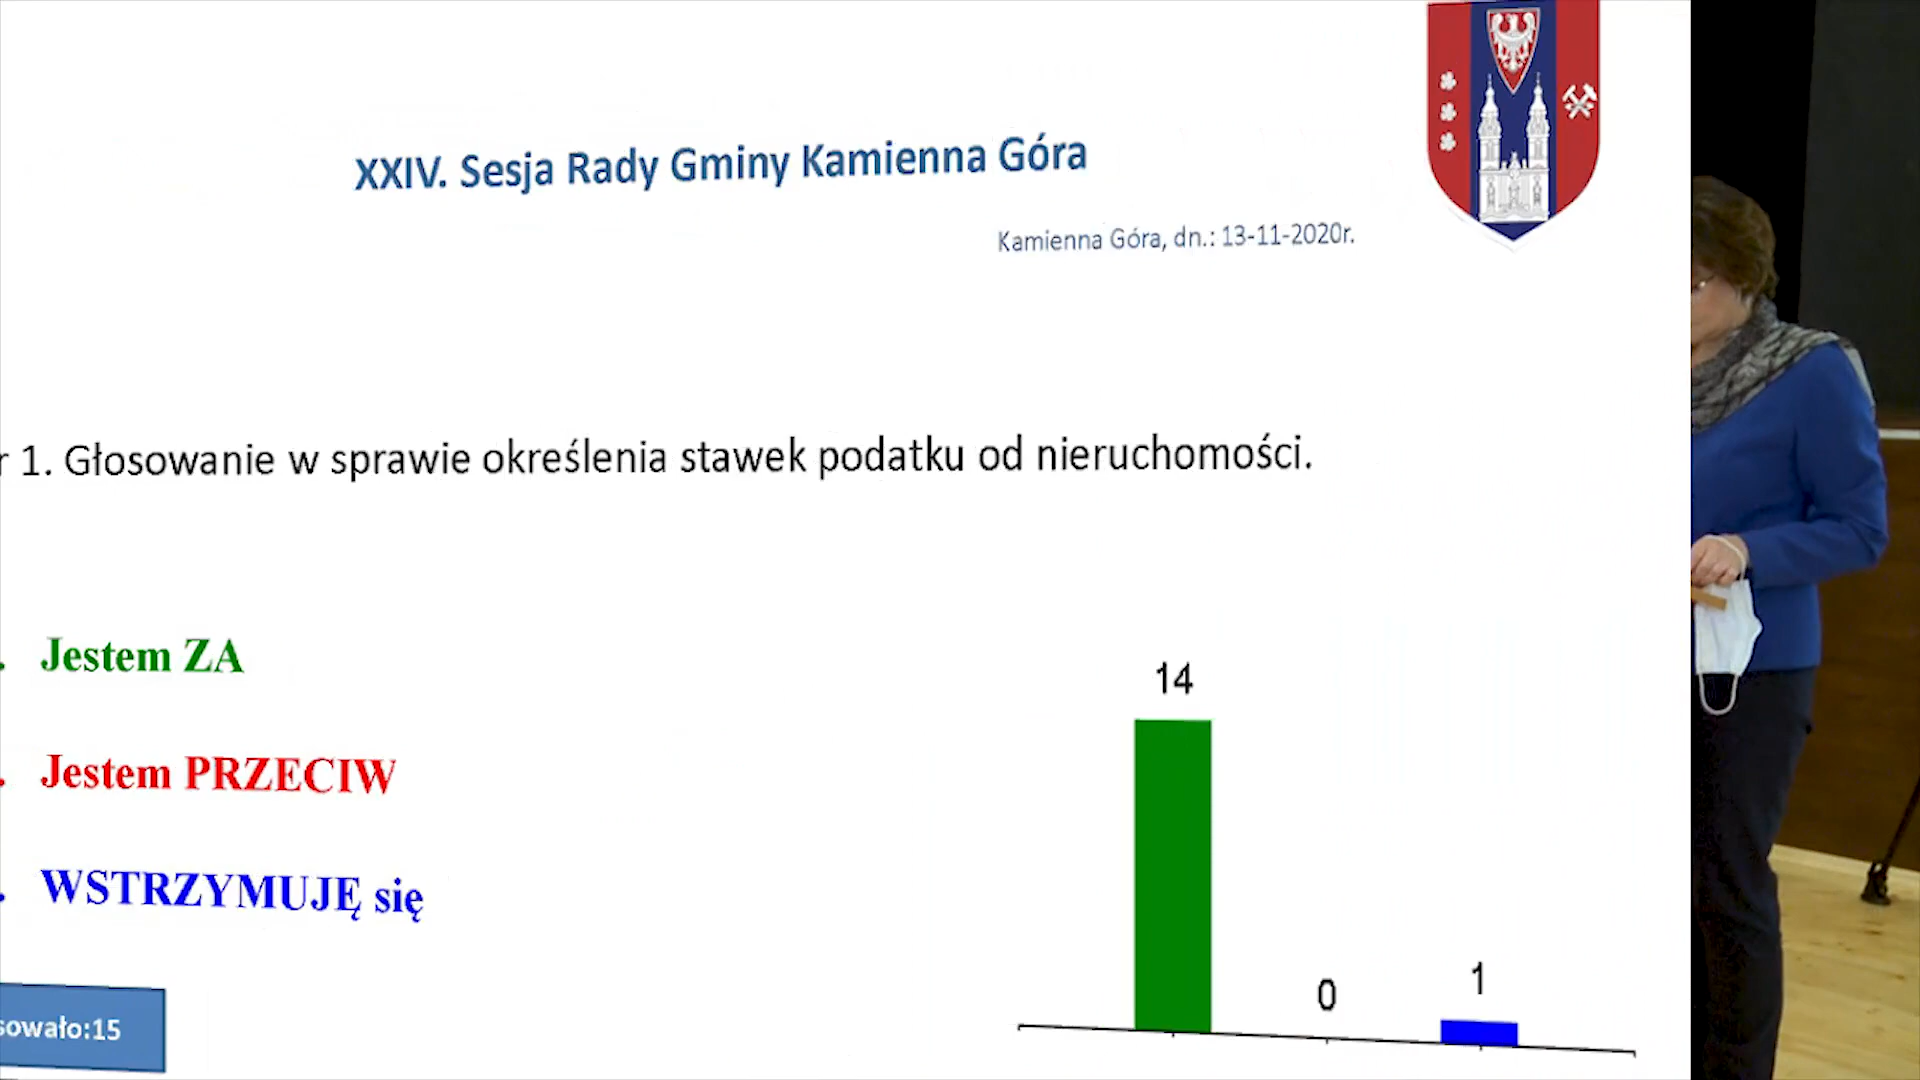 XXIV. Sesja Rady Gminy Kamienna Góra
Kamienna Góra, dn.: 13-11-2020r.
1. Głosowanie w sprawie określenia stawek podatku od nieruchomości.
Jestem ZA
Jestem PRZECIW
WSTRZYMUJĘ się
14
0
1
sowało:15